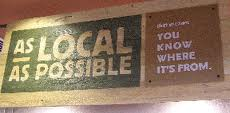 AS LOCAL
AS POSSIBLE
YOU
KNOW
WHERE
IT'S FROM.